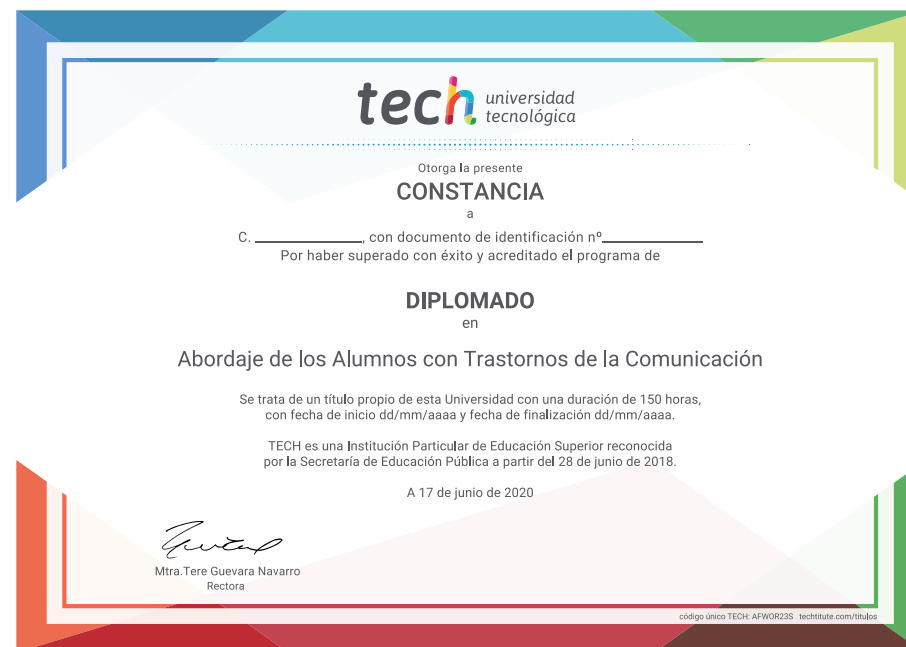 tech universidad
tecnológica
Otorga la presente
CONSTANCIA
a
C. ____________, con documento de identificación nº____________
Por haber superado con éxito y acreditado el programa de
DIPLOMADO
en
Abordaje de los Alumnos con Trastornos de la Comunicación
Se trata de un título propio de esta Universidad con una duración de 150 horas,
con fecha de inicio dd/mm/aaaa y fecha de finalización dd/mm/aaaa.
TECH es una Institución Particular de Educación Superior reconocida
por la Secretaría de Educación Pública a partir del 28 de junio de 2018.
A 17 de junio de 2020
Mtra.Tere Guevara Navarro
Rectora
código único TECH: AFWOR23S techtitute.com/titulos